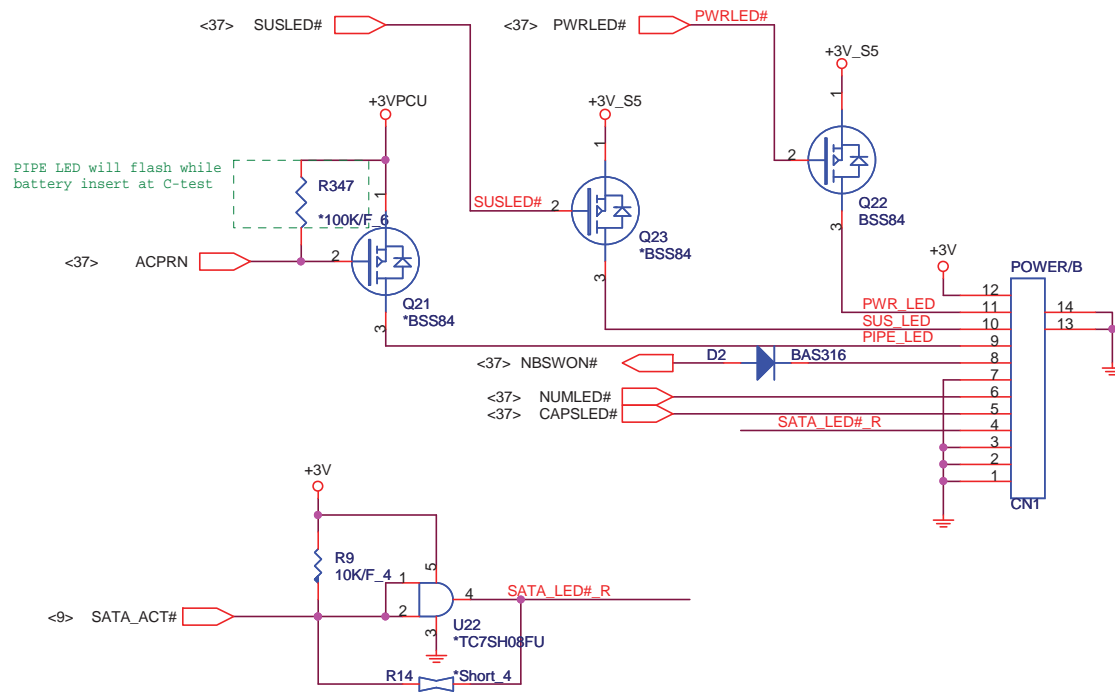 <37> SUSLED#
<37> PWRLED#
PWRLED#
+3V_S5
1
2
Q22
BSS84
3
+3VPCU
+3V_S5
1
SUSLED#
2
Q23
*BSS84
3
PIPE LED will flash while
battery insert at C-test
R347
*100K/F_6
1
<37> ACPRN
2
Q21
*BSS84
3
+3V
POWER/B
PWR_LED
SUS_LED
PIPE_LED
12
11
10
9
8
7
6
5
4
3
2
1
14
13
CN1
<37> NBSWON#
D2
BAS316
<37> NUMLED#
<37> CAPSLED#
SATA_LED#_R
+3V
R9
10K/F_4
5
1
2
4
3
SATA_LED#_R
<9> SATA_ACT#
U22
*TC7SH08FU
R14
*Short_4